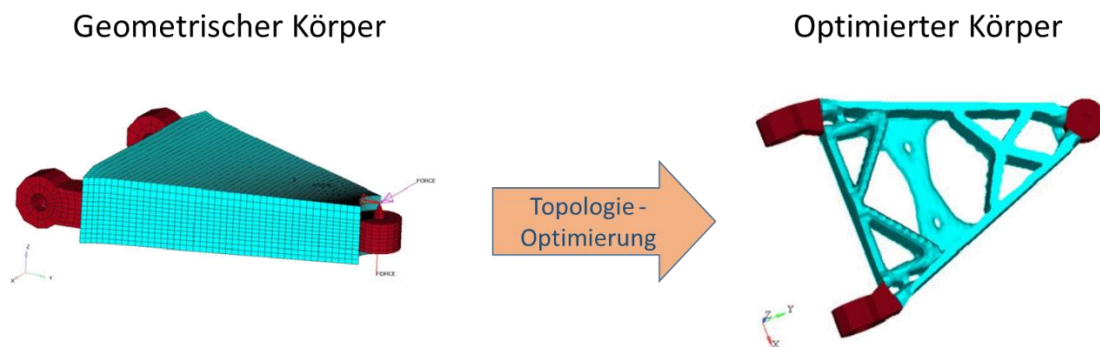 Geometrischer Körper
Optimierter Körper
FORCE
FORCE
Z
X
Y
Topologie -
Optimierung
Z
Y
X